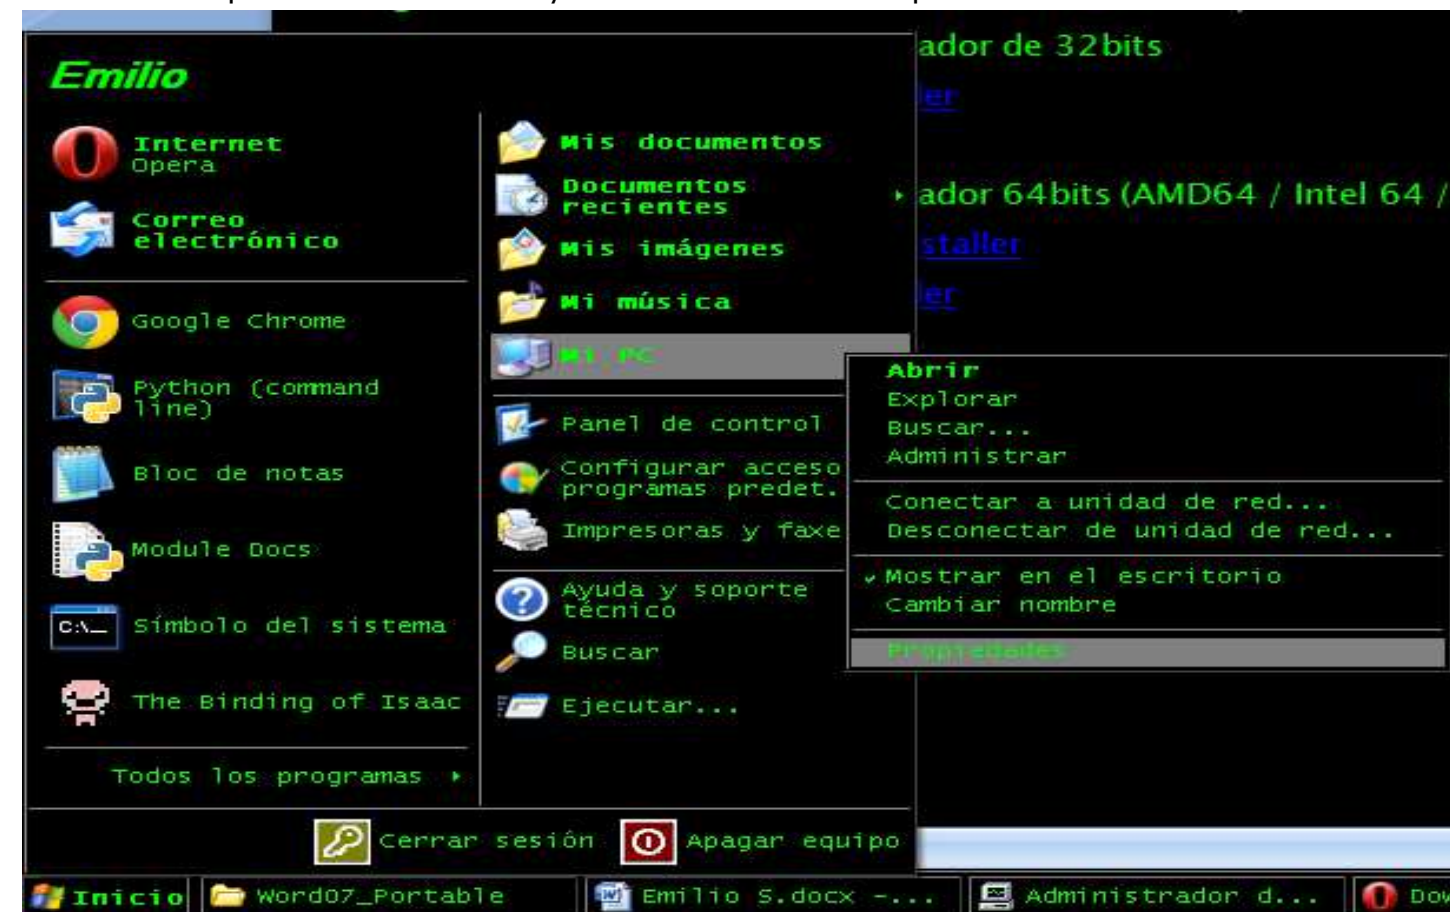 Emilio
Internet
Opera
Correo
electrónico
Google Chrome
Python (command
line)
Bloc de notas
Module Docs
C:\_
Símbolo del sistema
The Binding of Isaac
Todos los programas
Mis documentos
Documentos
recientes
Mis imágenes
Mi música
Mi PC
Panel de control
Configurar acceso
programas predet.
Impresoras y faxe
Ayuda y soporte
técnico
Buscar
Ejecutar...
Cerrar sesión
Apagar equipo
ador de 32bits
ler
ador 64bits (AMD64 / Intel 64 /
staller
ler
Abrir
Explorar
Buscar...
Administrar
Conectar a unidad de red...
Desconectar de unidad de red...
Mostrar en el escritorio
Cambiar nombre
Propiedades
Inicio
Word07_Portable
Emilio S.docx -...
Administrador d...
Dow